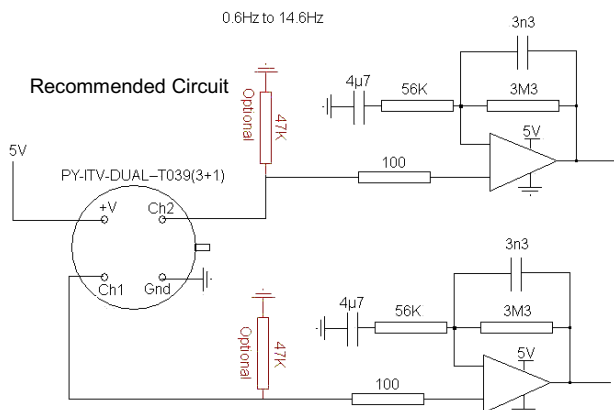 0.6Hz to 14.6Hz
3n3
Recommended Circuit
4µ7
56K
3M3
47K
Optional
5V
5V
PY-ITV-DUAL–T039(3+1)
100
+V
Ch2
Ch1
Gnd
3n3
4µ7
56K
3M3
47K
Optional
5V
100